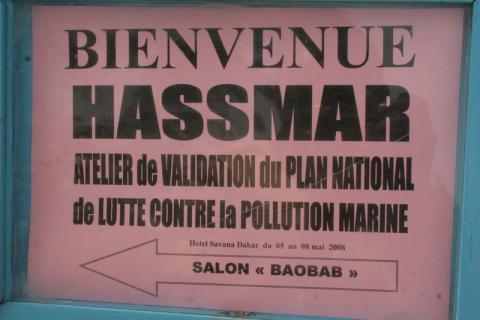 BIENVENUE
HASSMAR
ATELIER de VALIDATION du PLAN NATIONAL
de LUTTE CONTRE la POLLUTION MARINE
Hotel Savana Dakar du 05 au 08 mai 2008
SALON « BAOBAB »